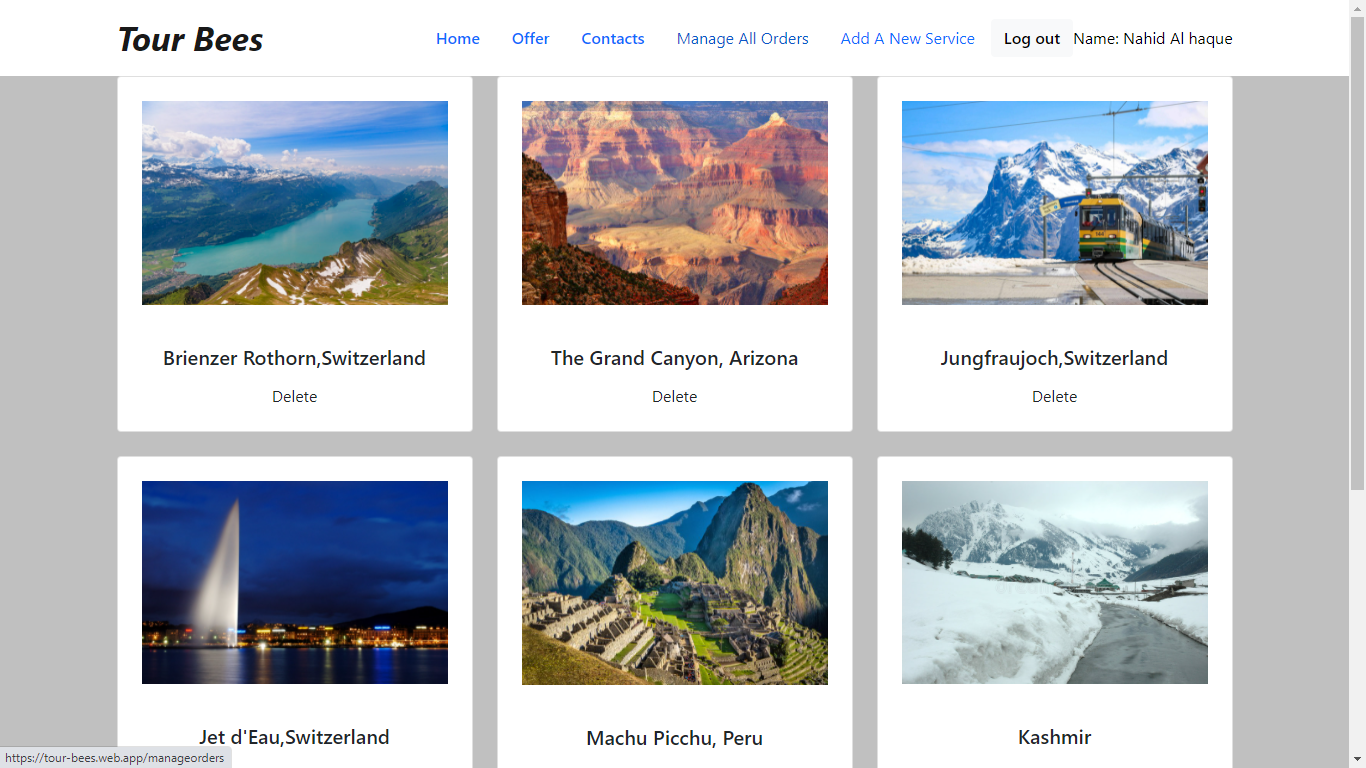 Tour Bees
Home Offer Contacts Manage All Orders Add A New Service Log out Name: Nahid Al haque
Brienzer Rothorn,Switzerland
Delete
The Grand Canyon, Arizona
Delete
Jungfraujoch,Switzerland
Delete
Jet d'Eau,Switzerland
Machu Picchu, Peru
Kashmir
https://tour-bees.web.app/manageorders